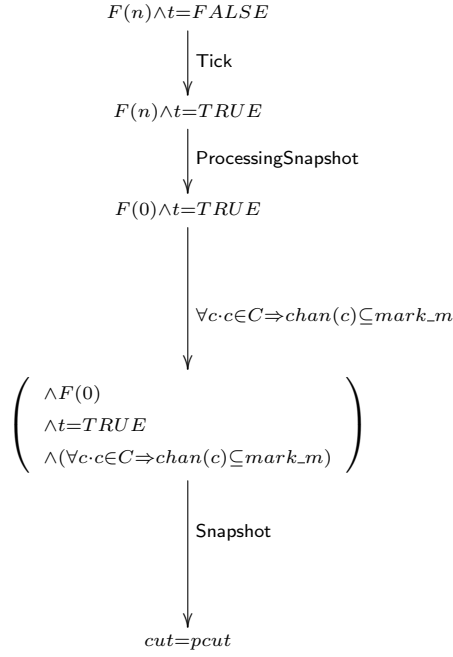 F(n)∧t=FALSE
Tick
F(n)∧t=TRUE
ProcessingSnapshot
F(0)∧t=TRUE
∀c·c∈C⇒chan(c)⊆mark_m
∧F(0)
∧t=TRUE
∧(∀c·c∈C⇒chan(c)⊆mark_m)
Snapshot
cut=pcut